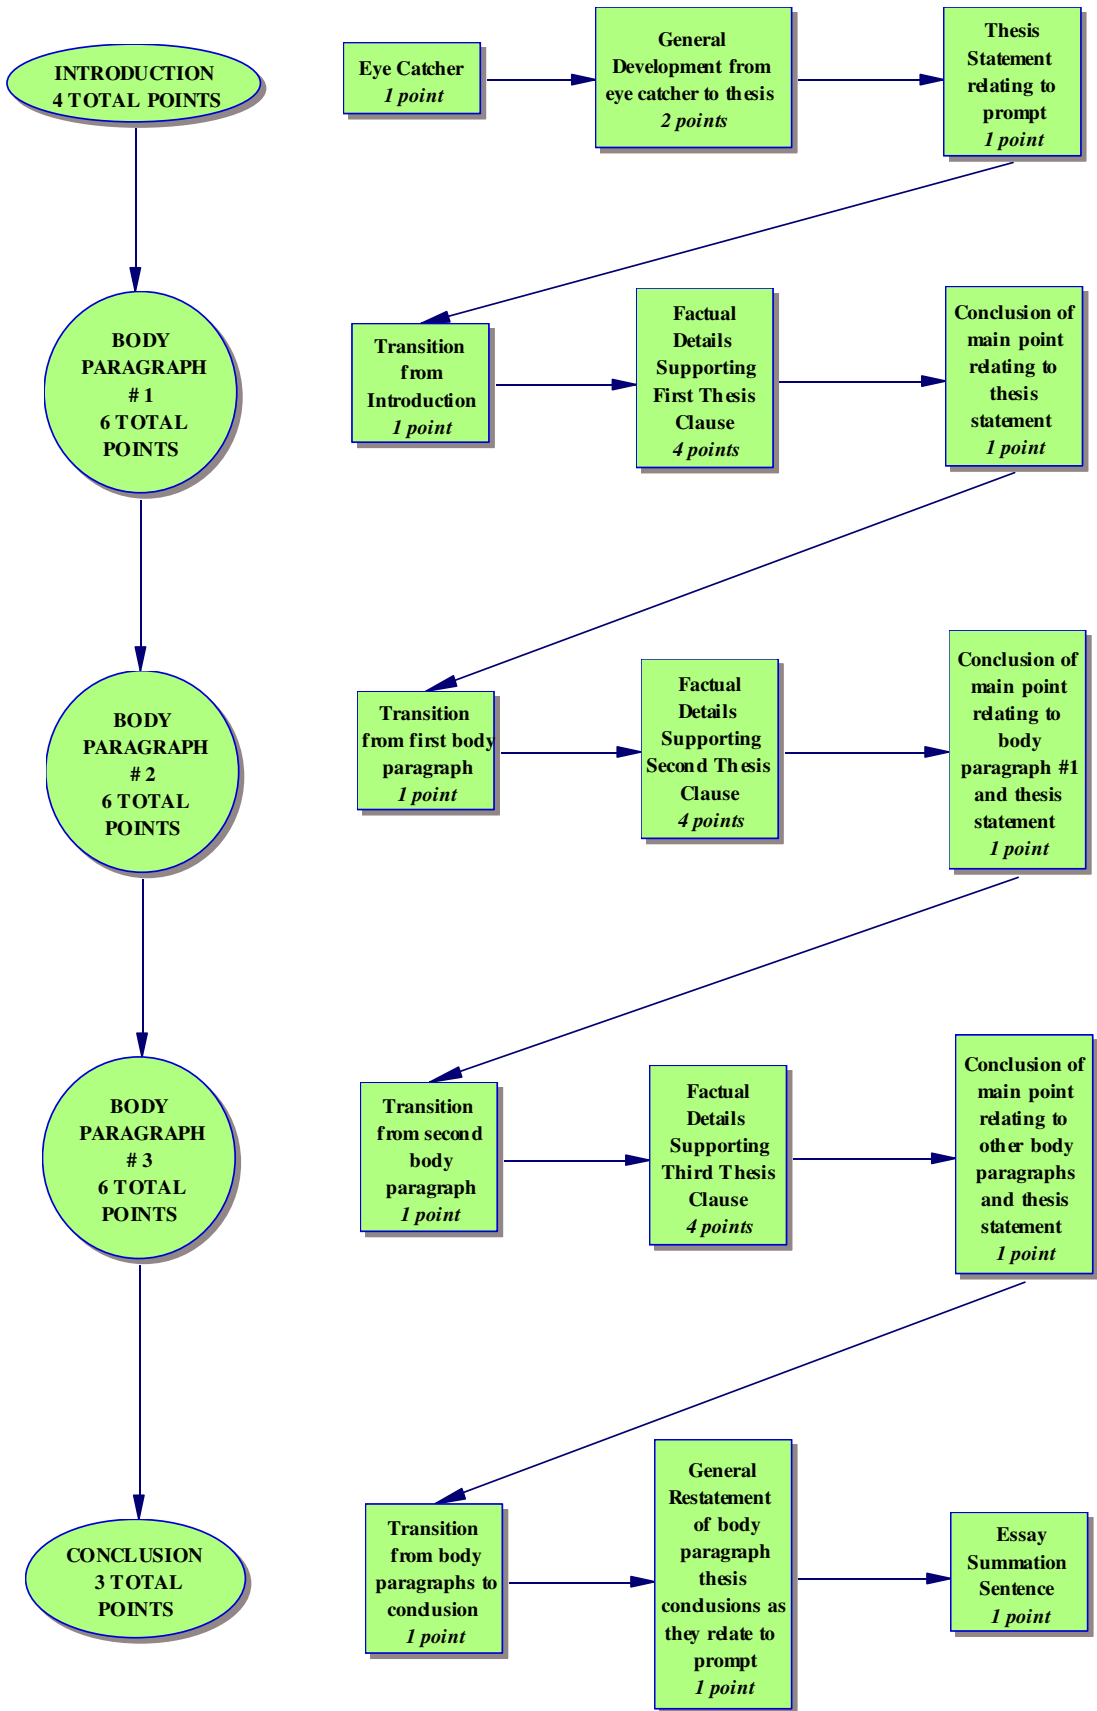 INTRODUCTION
4 TOTAL POINTS
Eye Catcher
1 point
General
Development from
eye catcher to thesis
2 points
Thesis
Statement
relating to
prompt
1 point
BODY
PARAGRAPH
# 1
6 TOTAL
POINTS
Transition
from
Introduction
1 point
Factual
Details
Supporting
First Thesis
Clause
4 points
Conclusion of
main point
relating to
thesis
statement
1 point
BODY
PARAGRAPH
# 2
6 TOTAL
POINTS
Transition
from first body
paragraph
1 point
Factual
Details
Supporting
Second Thesis
Clause
4 points
Conclusion of
main point
relating to
body
paragraph #1
and thesis
statement
1 point
BODY
PARAGRAPH
# 3
6 TOTAL
POINTS
Transition
from second
body
paragraph
1 point
Factual
Details
Supporting
Third Thesis
Clause
4 points
Conclusion of
main point
relating to
other body
paragraphs
and thesis
statement
1 point
CONCLUSION
3 TOTAL
POINTS
Transition
from body
paragraphs to
conclusion
1 point
General
Restatement
of body
paragraph
thesis
conclusions as
they relate to
prompt
1 point
Essay
Summation
Sentence
1 point